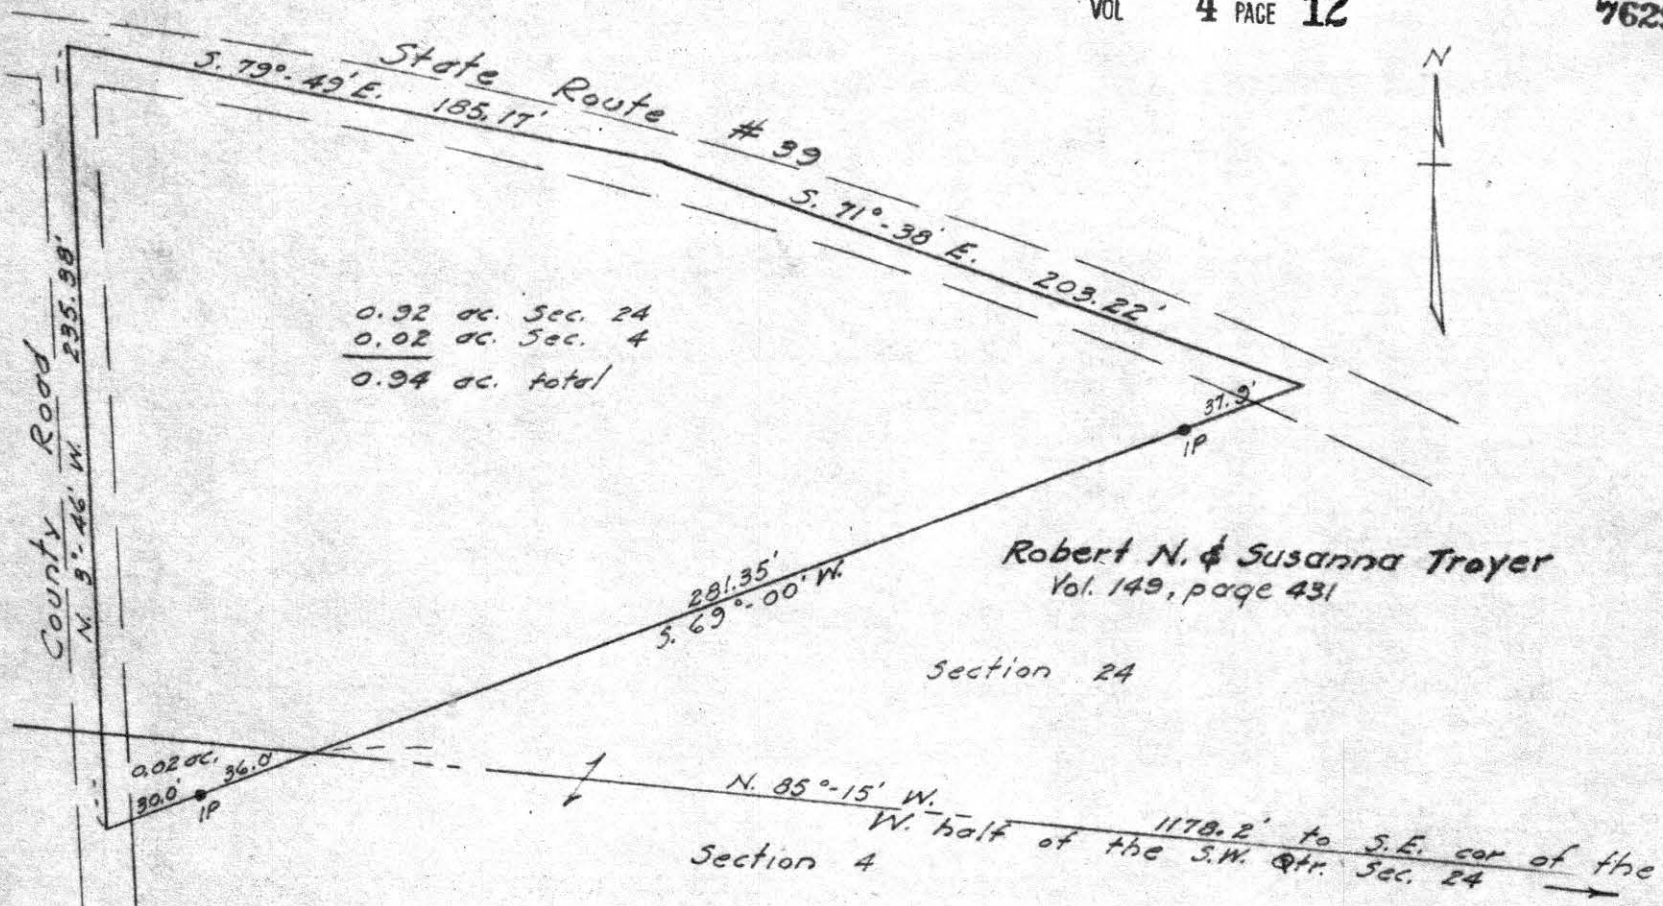 VOL 4 PAGE 12
N
State Route # 39
S. 79°-49' E. 185.17'
S. 71°-38' E. 203.22'
0.92 ac. Sec. 24
0.02 ac. Sec. 4
0.94 ac. total
County Road
N. 3°-46' W. 235.38'
37.9'
IP
281.35'
S. 69°-00' W.
Robert N. & Susanna Troyer
Vol. 149, page 431
Section 24
0.02 ac.
30.0' 36.0'
IP
N. 85°-15' W.
1178.2' to S.E. cor of the
W. half of the S.W. Qtr. Sec. 24
Section 4